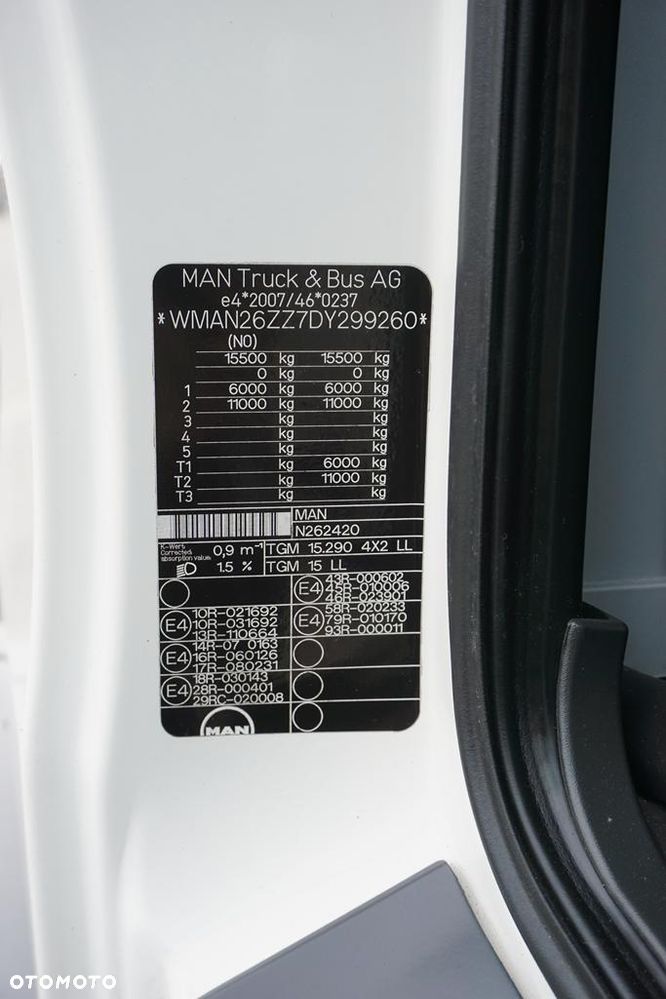 MAN Truck & Bus AG
e4*2007/46*0237
*WMAN26ZZ7DY299260*
(N0)
15500 kg 15500 kg
0 kg 0 kg
1 6000 kg 6000 kg
2 11000 kg 11000 kg
3 kg kg
4 kg kg
5 kg kg
T1 kg 6000 kg
T2 kg 11000 kg
T3 kg kg
MAN
N262420
K-Wert
Corrected
absorption value
0,9 m⁻¹
TGM 15.290 4X2 LL
1.5 %
TGM 15 LL
E4
10R-021692
10R-031692
13R-110664
E4
14R-07 0163
16R-060126
17R-080231
E4
18R-030143
28R-000401
29RC-020008
E4
43R-000602
45R-010006
46R-023901
E4
58R-020233
79R-010170
93R-000011
MAN
OTOMOTO